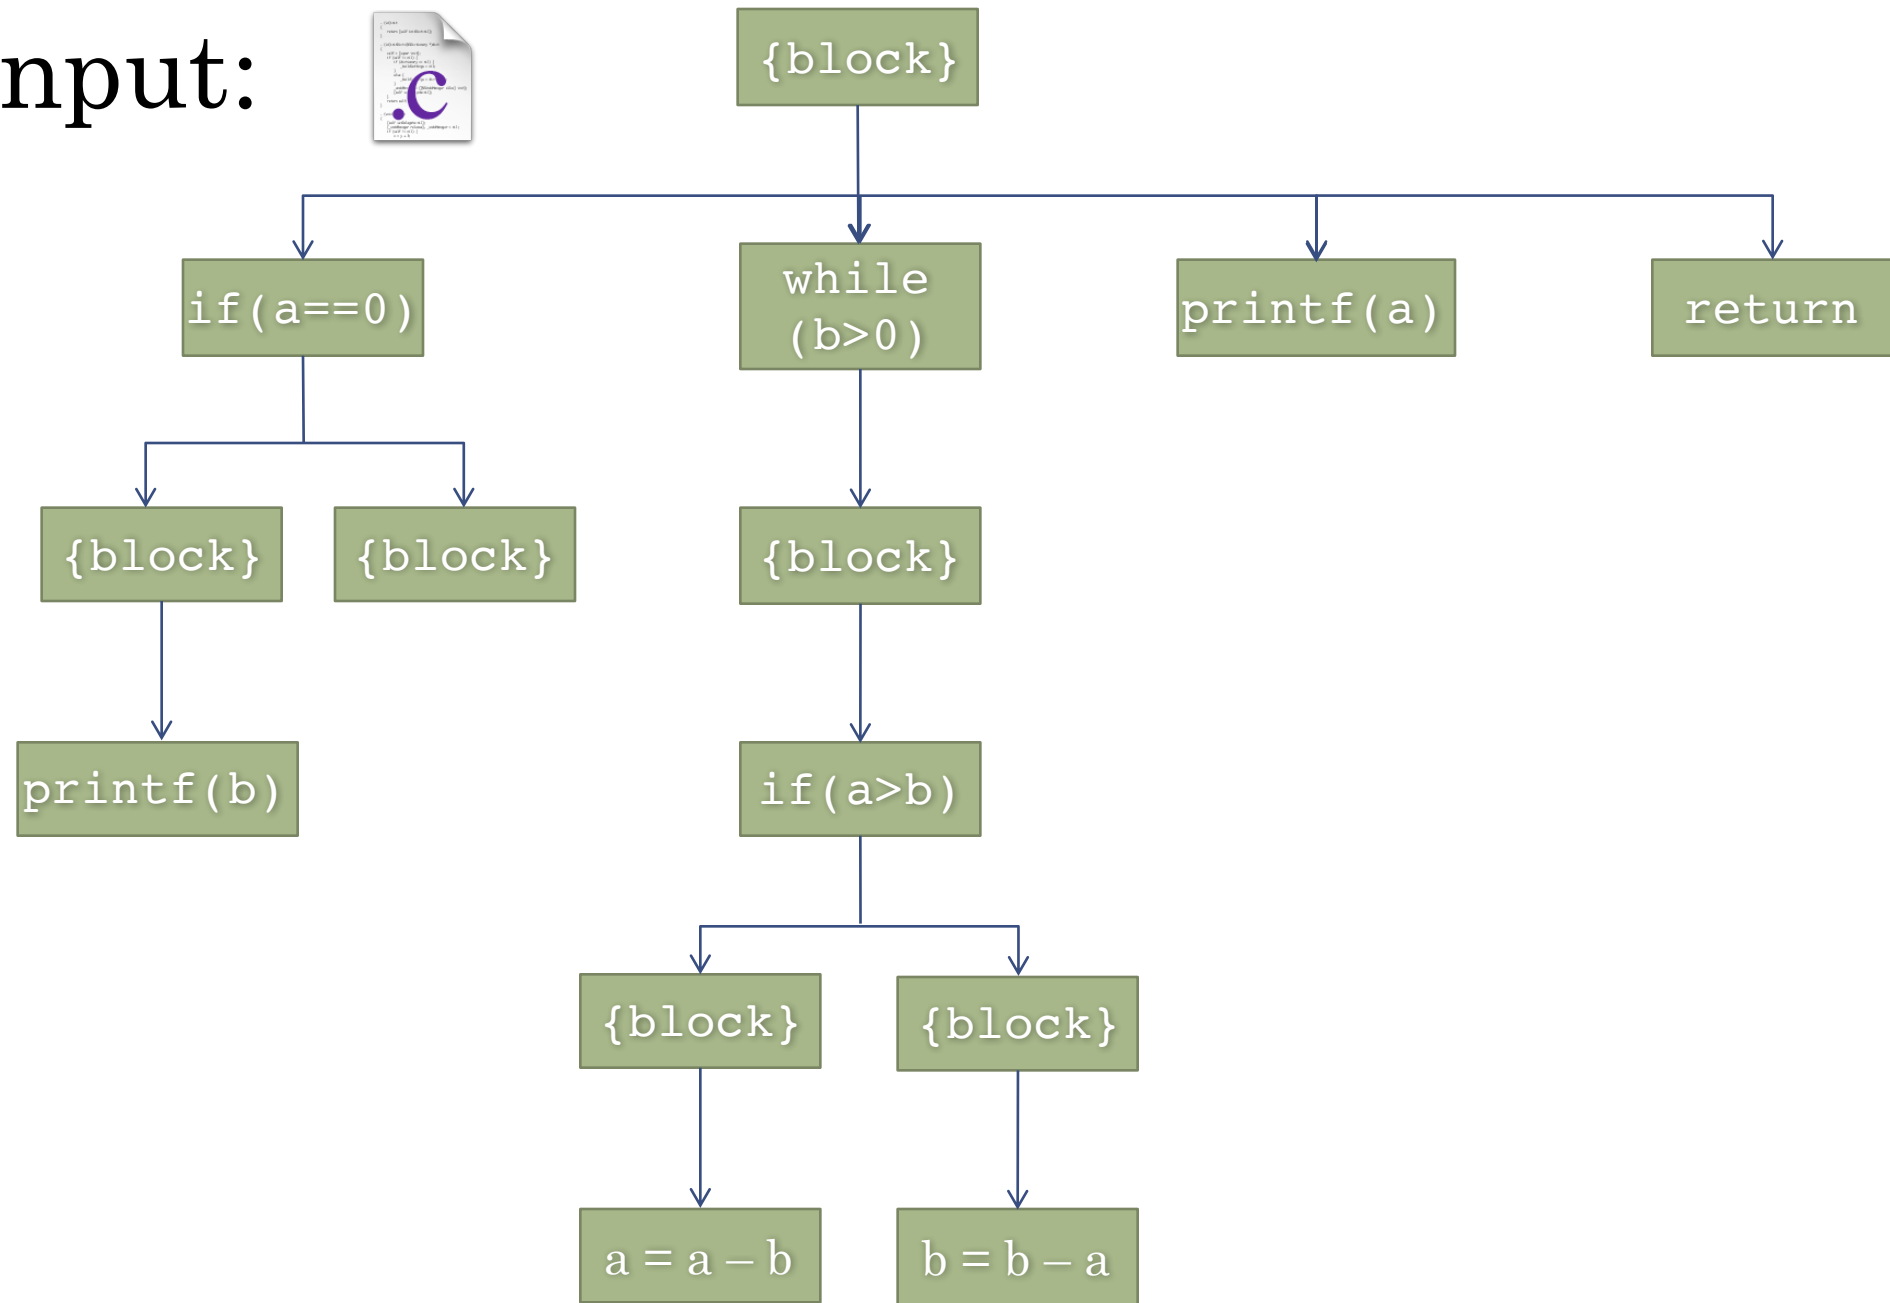 nput:
.c
{block}
if(a==0)
while
(b>0)
printf(a)
return
{block}
{block}
{block}
printf(b)
if(a>b)
{block}
{block}
a = a – b
b = b – a